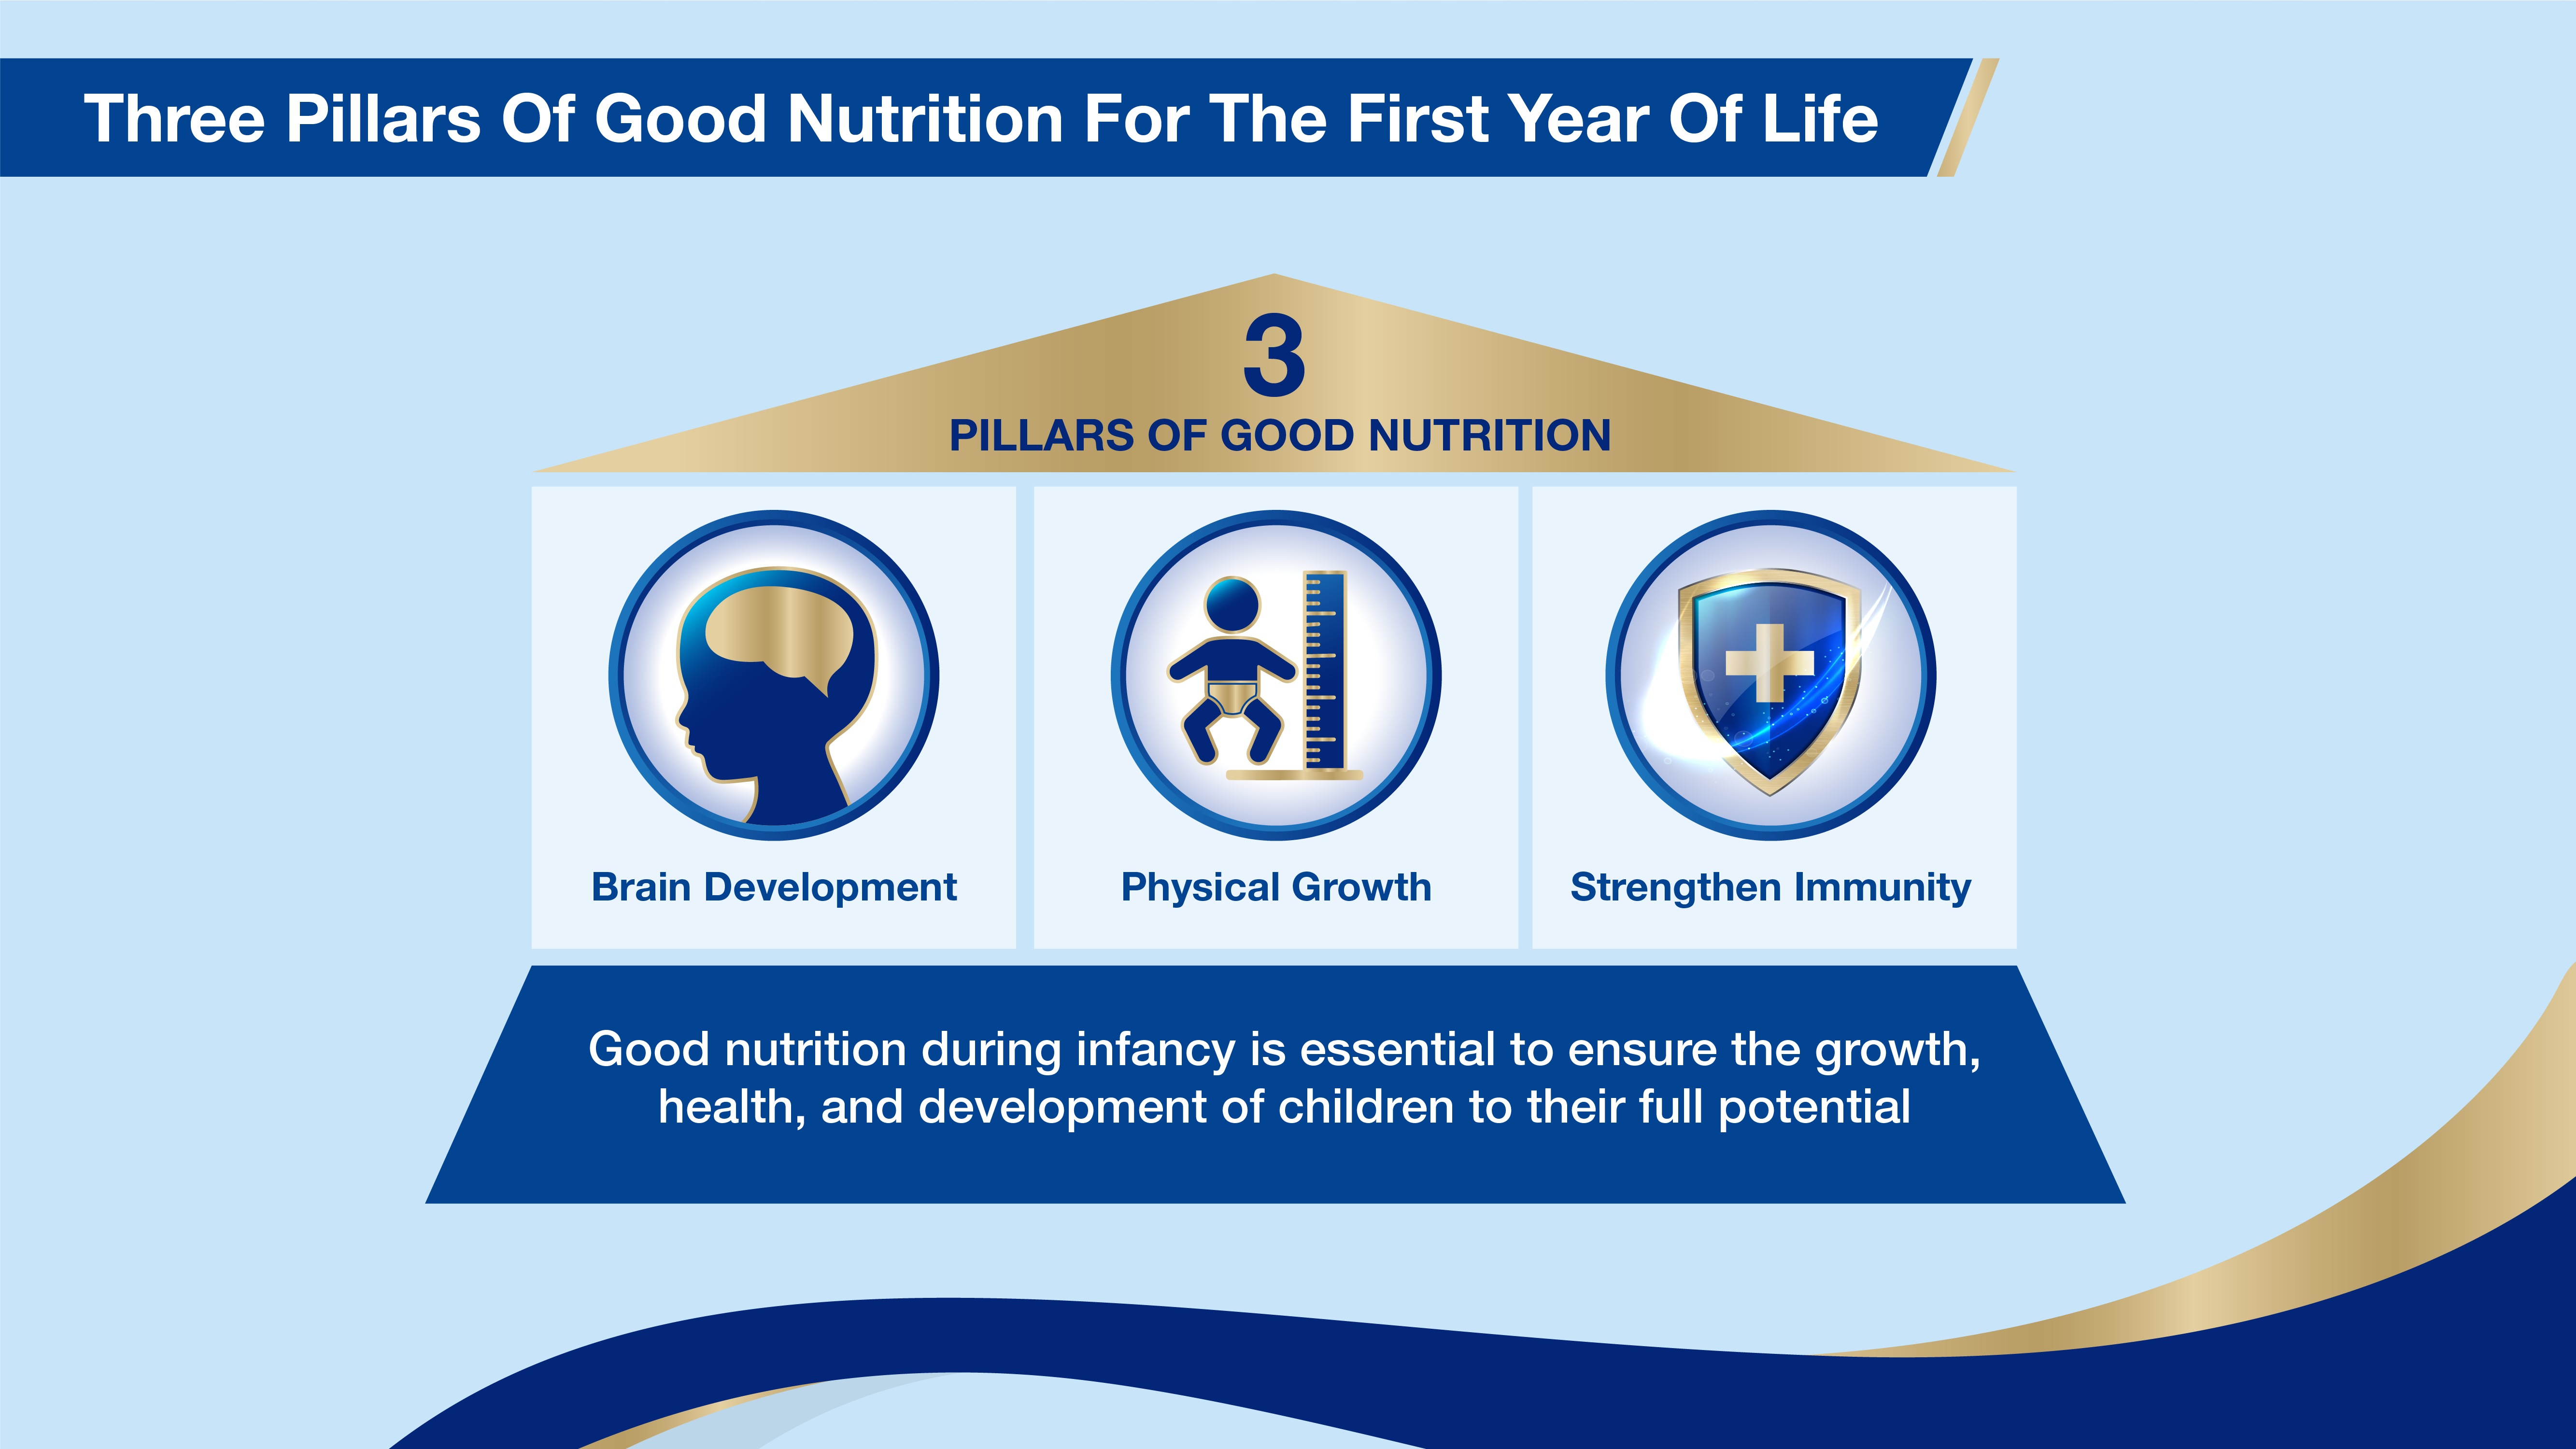 Three Pillars Of Good Nutrition For The First Year Of Life
3
PILLARS OF GOOD NUTRITION
Brain Development
Physical Growth
Strengthen Immunity
Good nutrition during infancy is essential to ensure the growth,
health, and development of children to their full potential